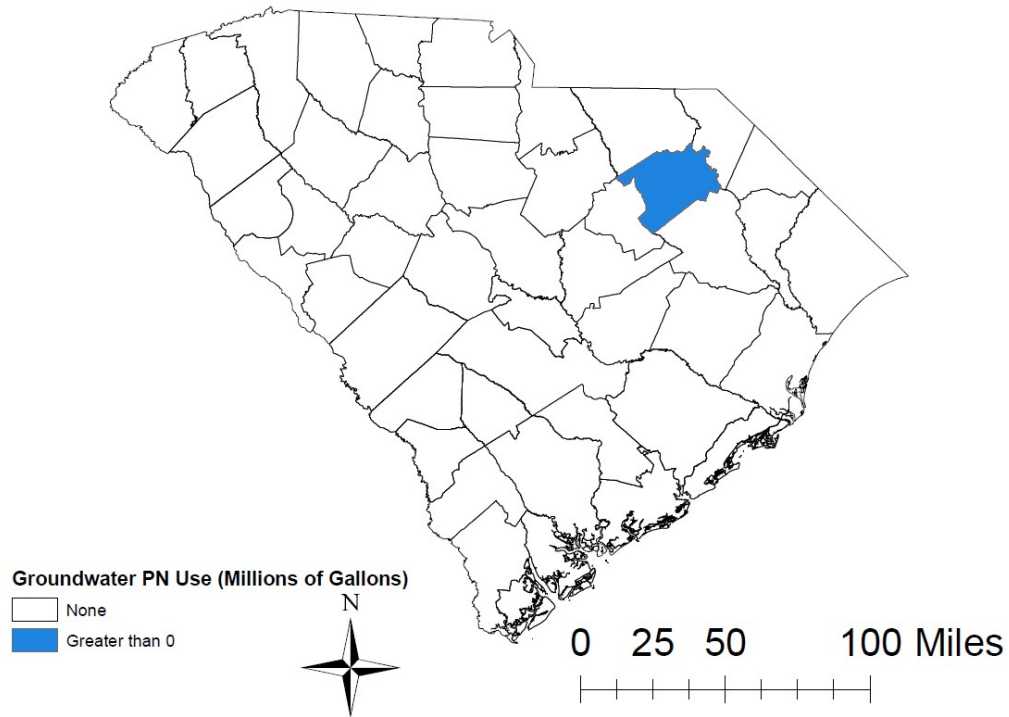 Groundwater PN Use (Millions of Gallons)
None
Greater than 0
N
0 25 50 100 Miles